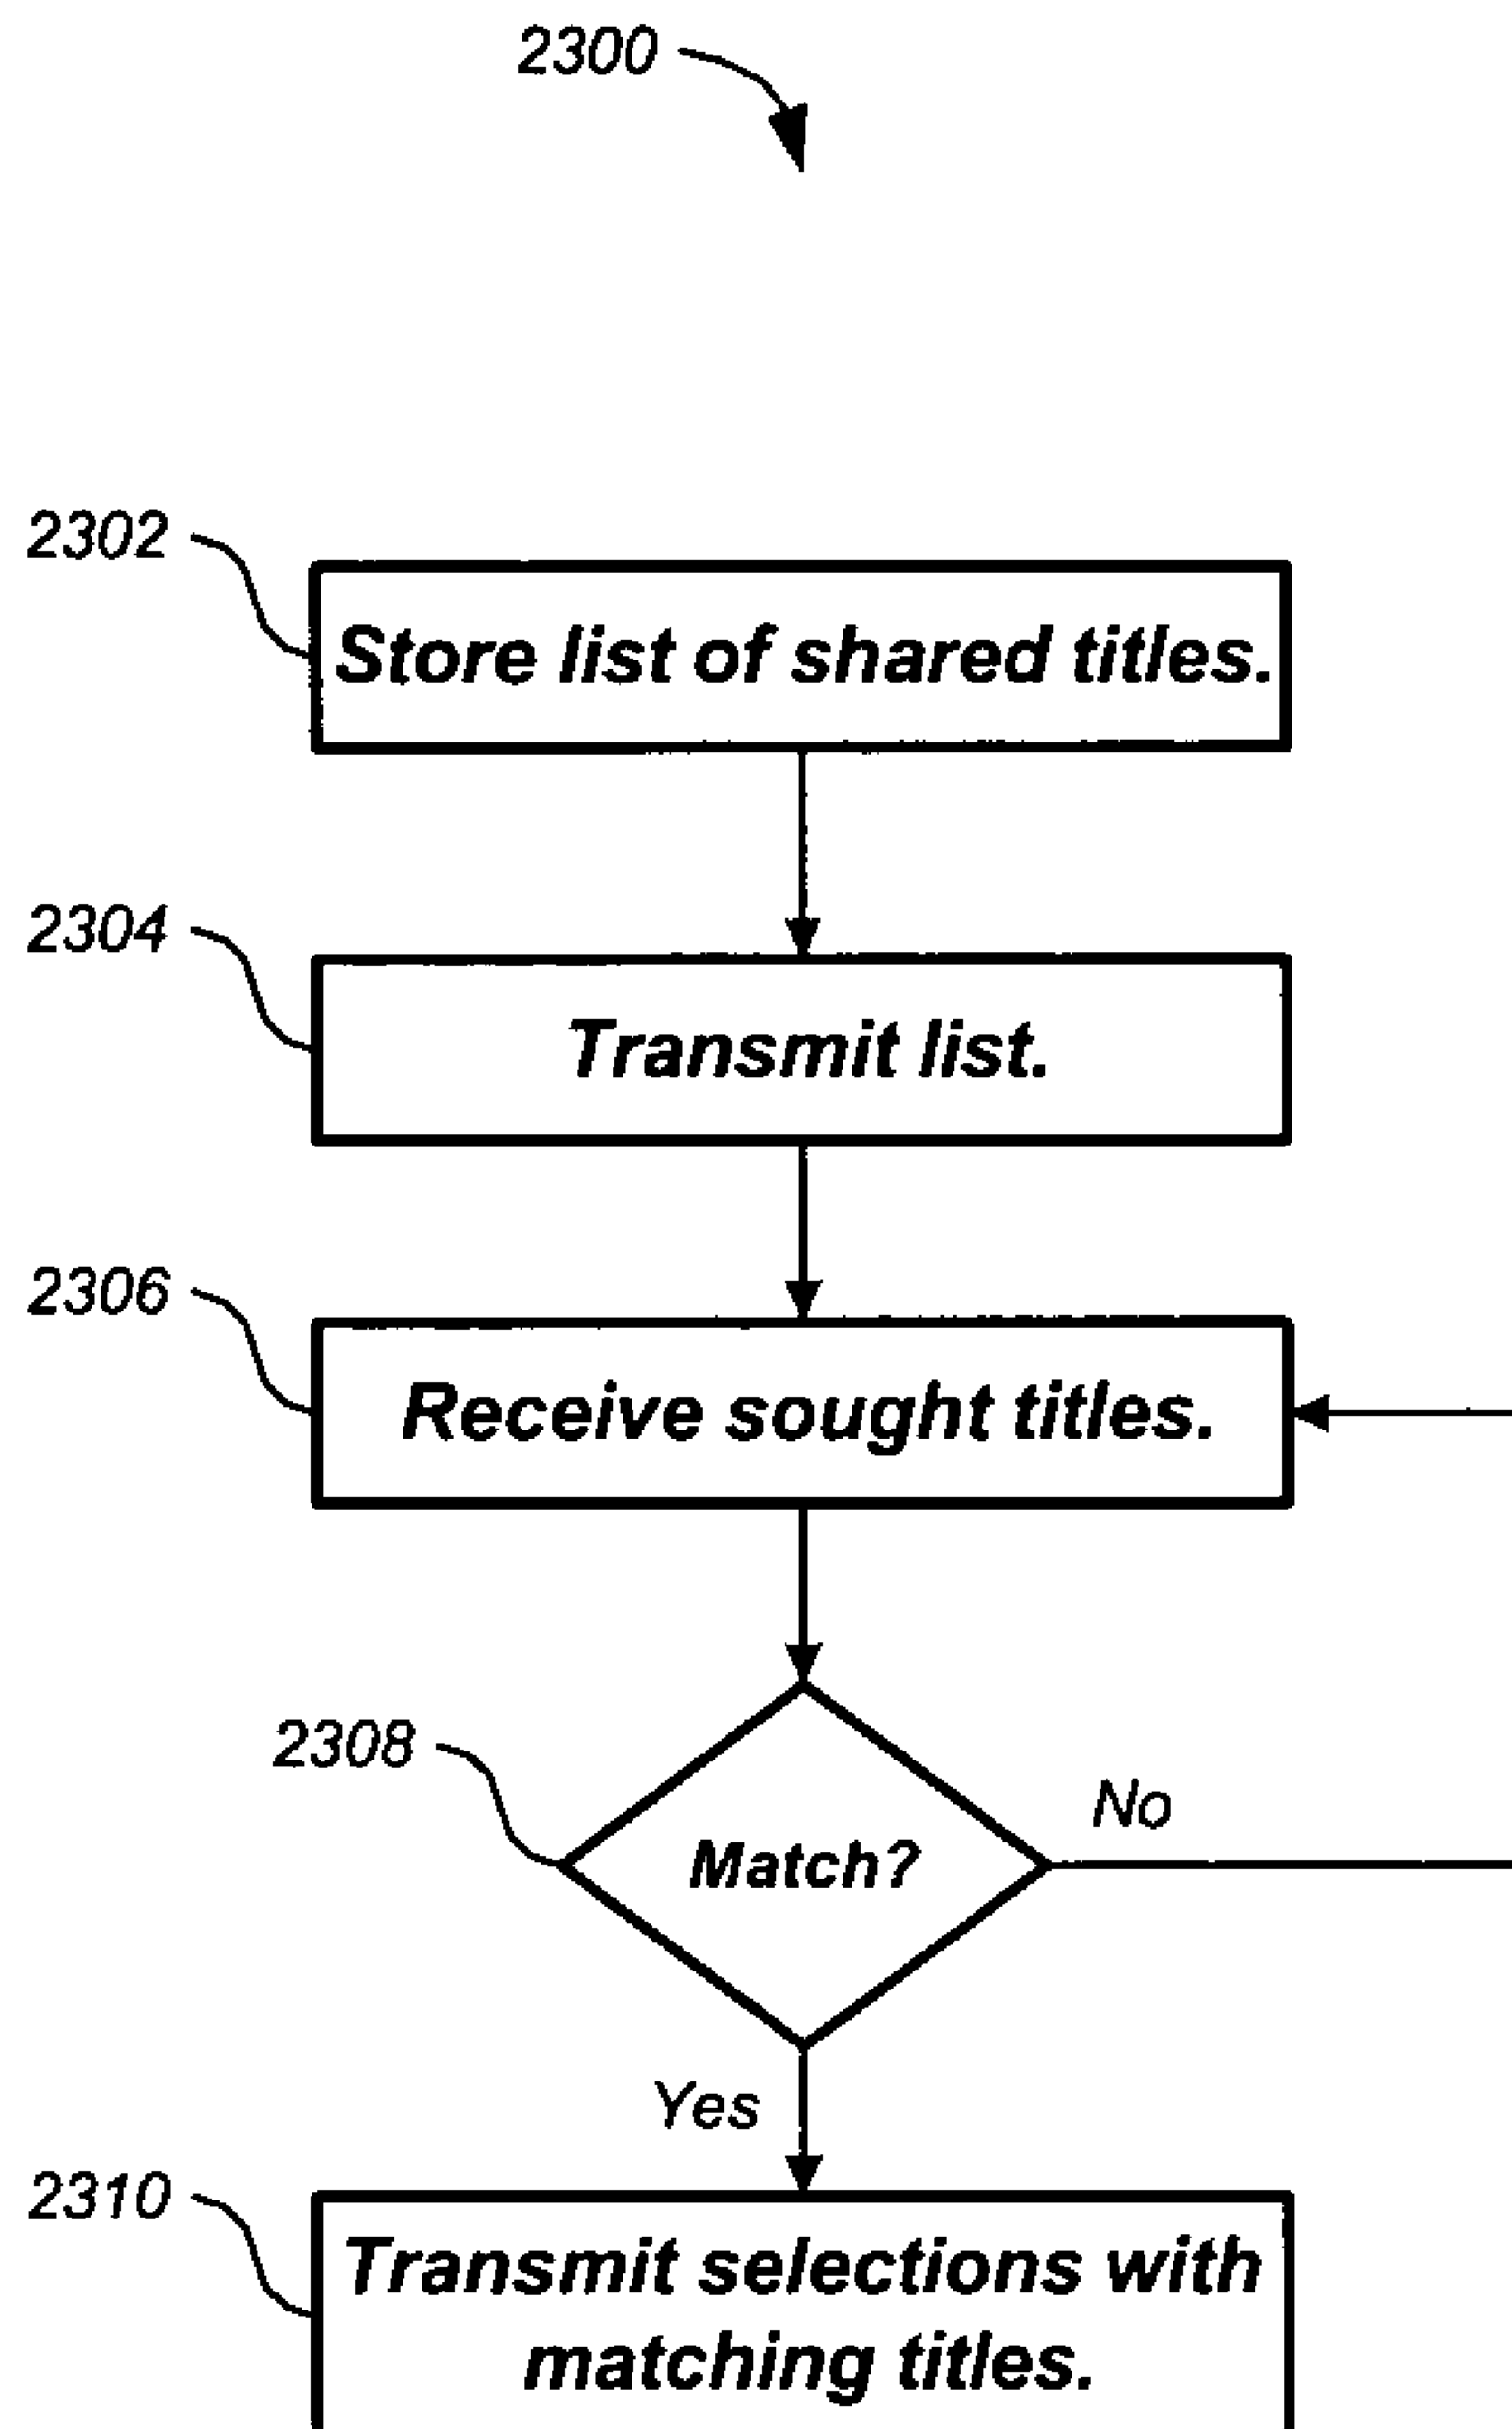 2300
2302
Store list of shared titles.
2304
Transmit list.
2306
Receive sought titles.
2308
Match?
No
Yes
2310
Transmit selections with
matching titles.